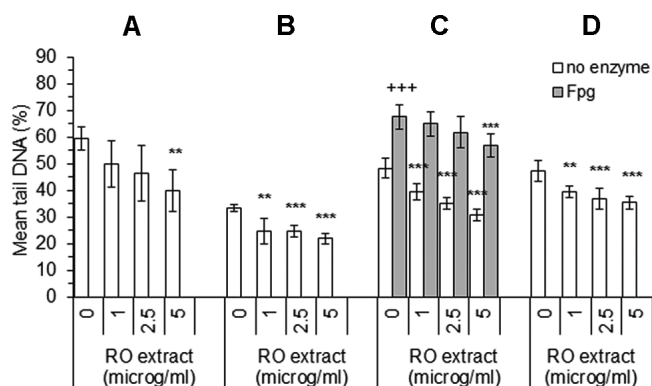 A B C D
no enzyme
Fpg
Mean tail DNA (%)
90
80
70
60
50
40
30
20
10
0
**
** *** ***
+++ *** *** *** ***
** *** ***
0 1 2.5 5 0 1 2.5 5 0 1 2.5 5 0 1 2.5 5
RO extract RO extract RO extract RO extract
(microg/ml) (microg/ml) (microg/ml) (microg/ml)